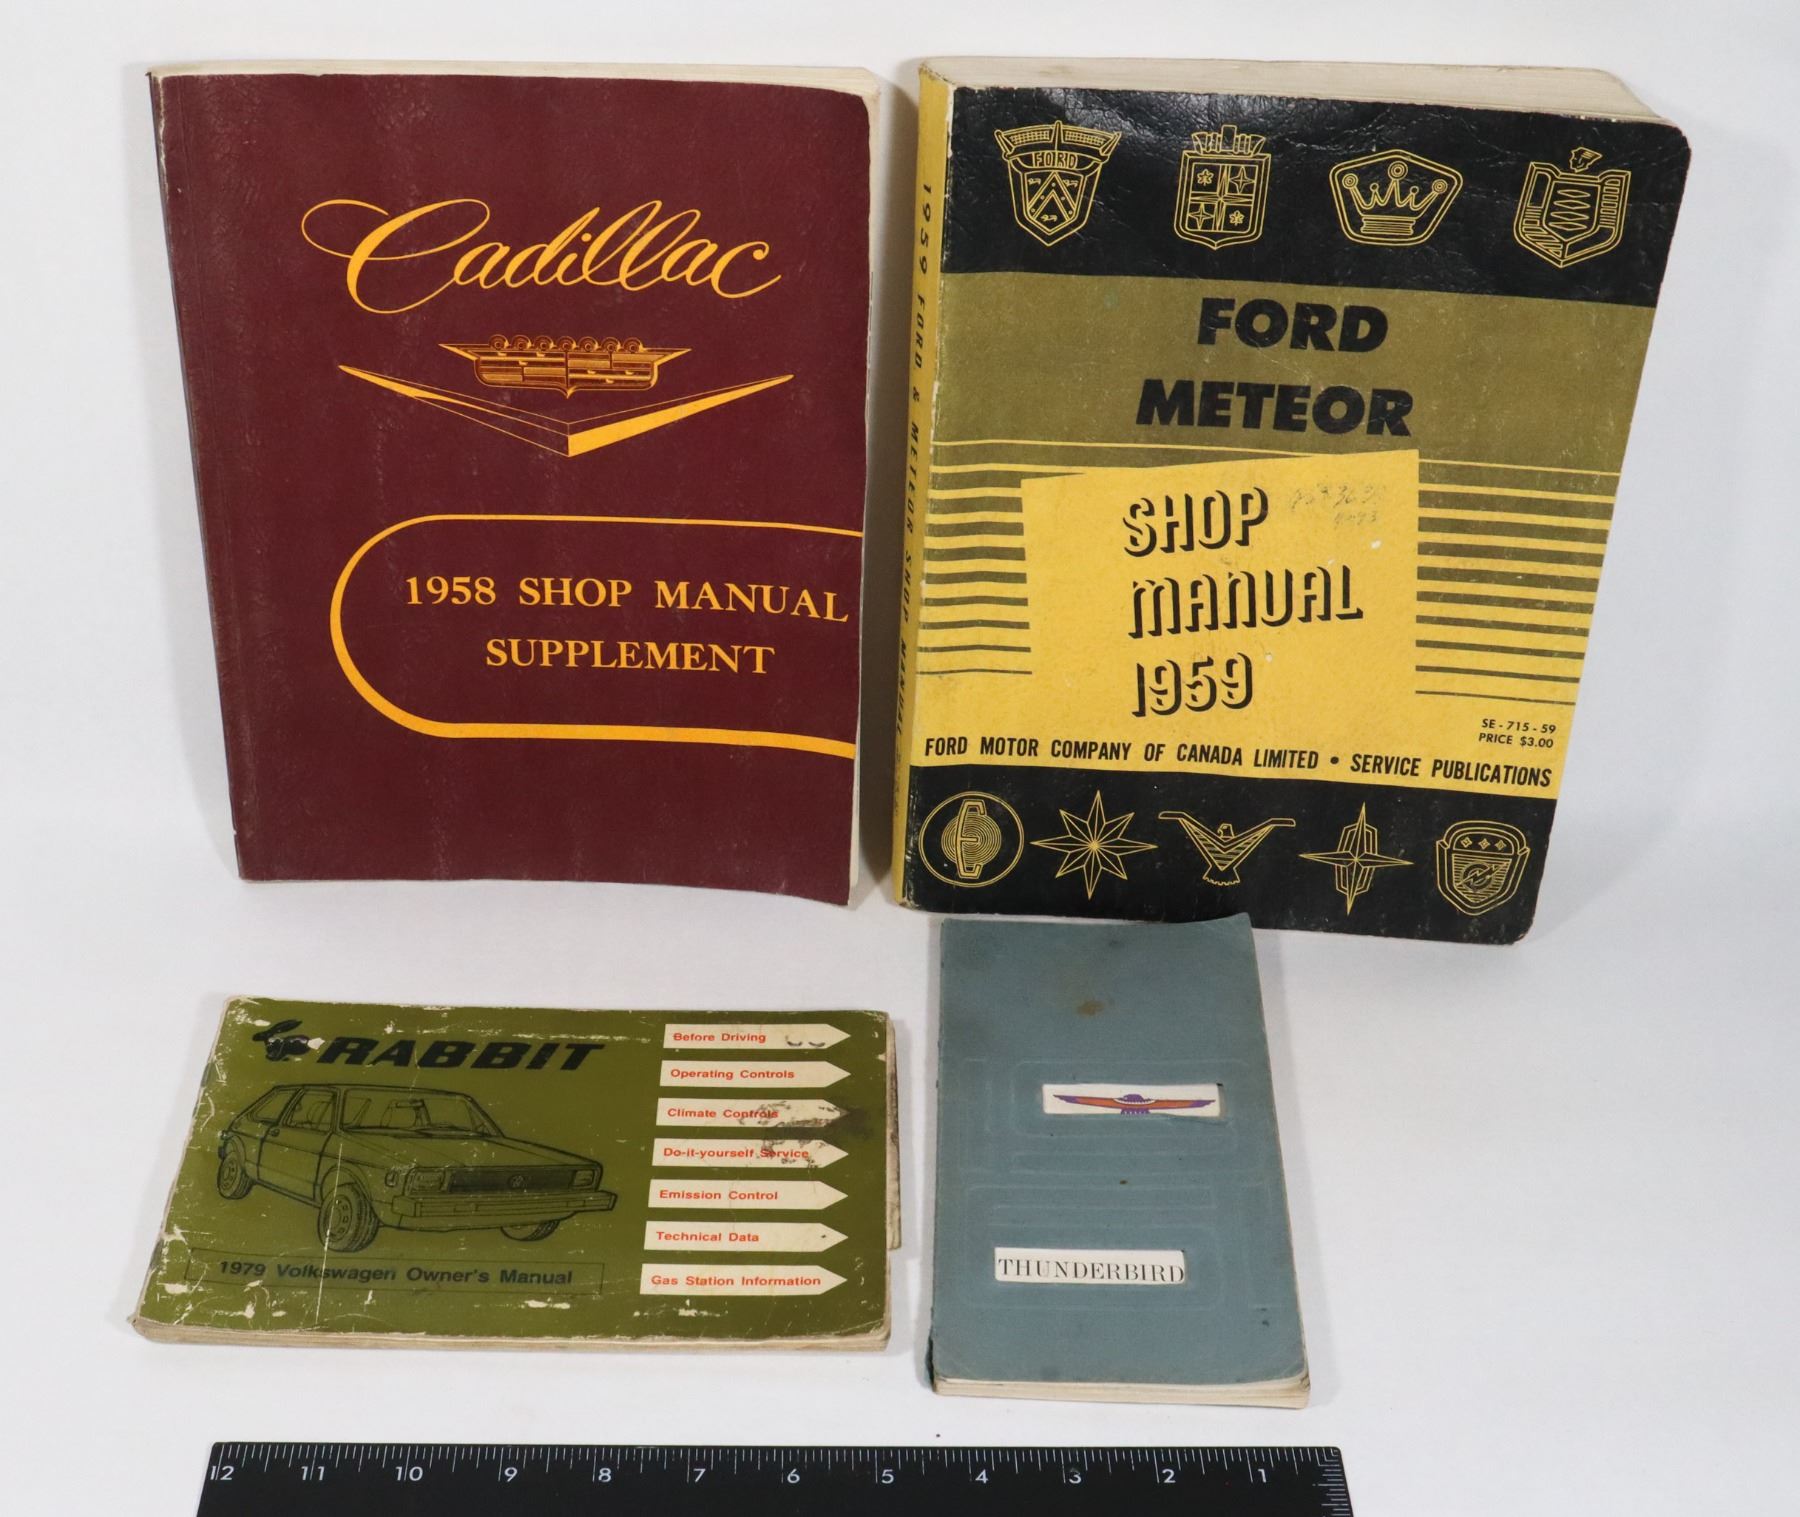 Cadillac
1958 SHOP MANUAL
SUPPLEMENT
1959 FORD & METEOR SHOP MANUAL
FORD
FORD
METEOR
SHOP
MANUAL
1959
SE - 715 - 59
PRICE $3.00
FORD MOTOR COMPANY OF CANADA LIMITED • SERVICE PUBLICATIONS
E
RABBIT
1979 Volkswagen Owner's Manual
Before Driving
Operating Controls
Climate Controls
Do-it-yourself Service
Emission Control
Technical Data
Gas Station Information
THUNDERBIRD
12 11 10 9 8 7 6 5 4 3 2 1